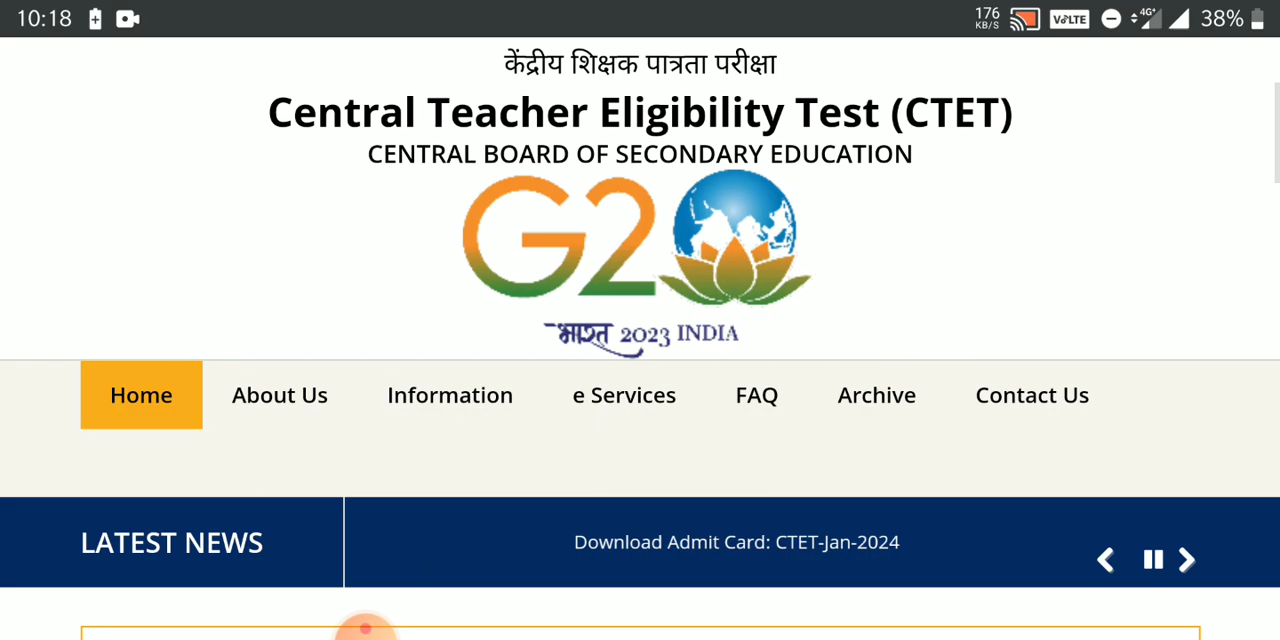 10:18 176 KB/S VoLTE 4G+ 38%
केंद्रीय शिक्षक पात्रता परीक्षा
Central Teacher Eligibility Test (CTET)
CENTRAL BOARD OF SECONDARY EDUCATION
G20
भारत 2023 INDIA
Home About Us Information e Services FAQ Archive Contact Us
LATEST NEWS Download Admit Card: CTET-Jan-2024